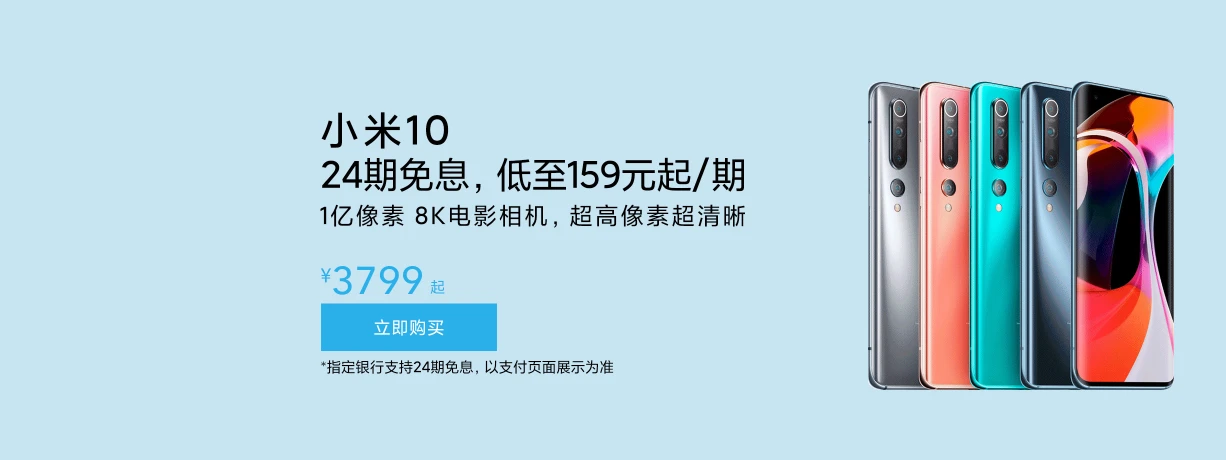 小米10
24期免息，低至159元起/期
1亿像素 8K电影相机，超高像素超清晰
¥3799 起
立即购买
*指定银行支持24期免息，以支付页面展示为准